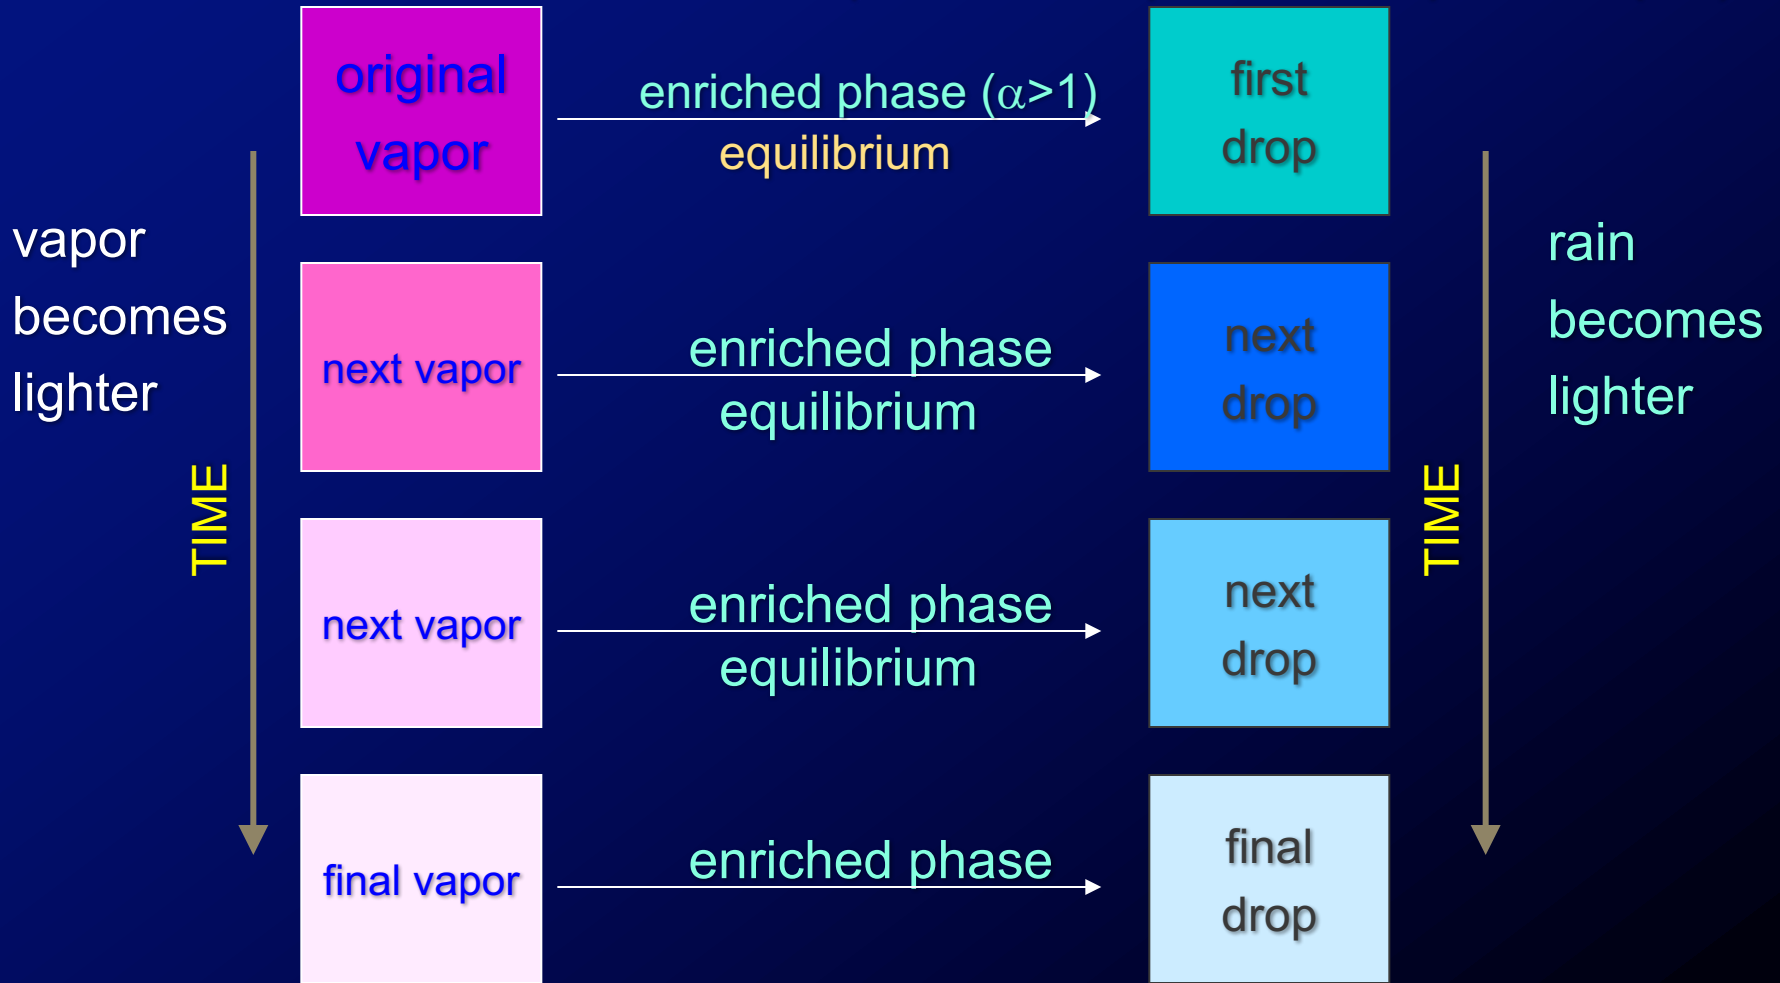 original
vapor
enriched phase (α>1)
equilibrium
first
drop
vapor
becomes
lighter
rain
becomes
lighter
next vapor
enriched phase
equilibrium
next
drop
TIME
TIME
next vapor
enriched phase
equilibrium
next
drop
final vapor
enriched phase
final
drop